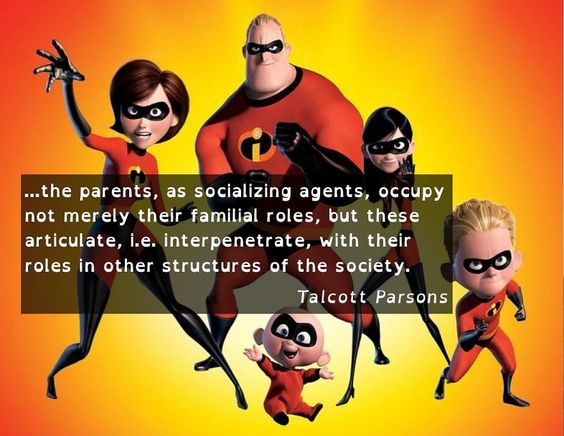 ...the parents, as socializing agents, occupy
not merely their familial roles, but these
articulate, i.e. interpenetrate, with their
roles in other structures of the society.
Talcott Parsons